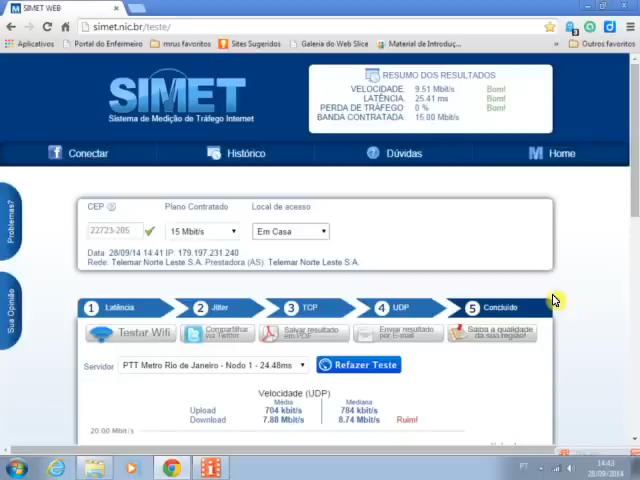 SIMET WEB
simet.nic.br/teste/
Aplicativos
Portal do Enfermeiro
mrus favoritos
Sites Sugeridos
Galeria do Web Slice
Material de Introduç...
»
Outros favoritos
SIMET
Sistema de Medição de Tráfego Internet
RESUMO DOS RESULTADOS
VELOCIDADE 9.51 Mbit/s Bom!
LATÊNCIA 25.41 ms Bom!
PERDA DE TRÁFEGO 0 % Bom!
BANDA CONTRATADA 15.00 Mbit/s
Conectar
Histórico
Dúvidas
Home
Problemas?
Sua Opinião
CEP
Plano Contratado
Local de acesso
22723-205
15 Mbit/s
Em Casa
Data: 28/09/14 14:41 IP: 179.197.231.240
Rede: Telemar Norte Leste S.A. Prestadora (AS) Telemar Norte Leste S.A.
1 Latência
2 Jitter
3 TCP
4 UDP
5 Concluído
Testar Wifi
Compartilhar
via Twitter
Salvar resultado
em PDF
Enviar resultado
por E-mail
Saiba a qualidade
da sua região!
Servidor PTT Metro Rio de Janeiro - Nodo 1 - 24.48ms
Refazer Teste
Velocidade (UDP)
Média Mediana
Upload 704 kbit/s 784 kbit/s
Download 7.88 Mbit/s 8.74 Mbit/s Ruim!
20.00 Mbit/s
PT
14:43
28/09/2014